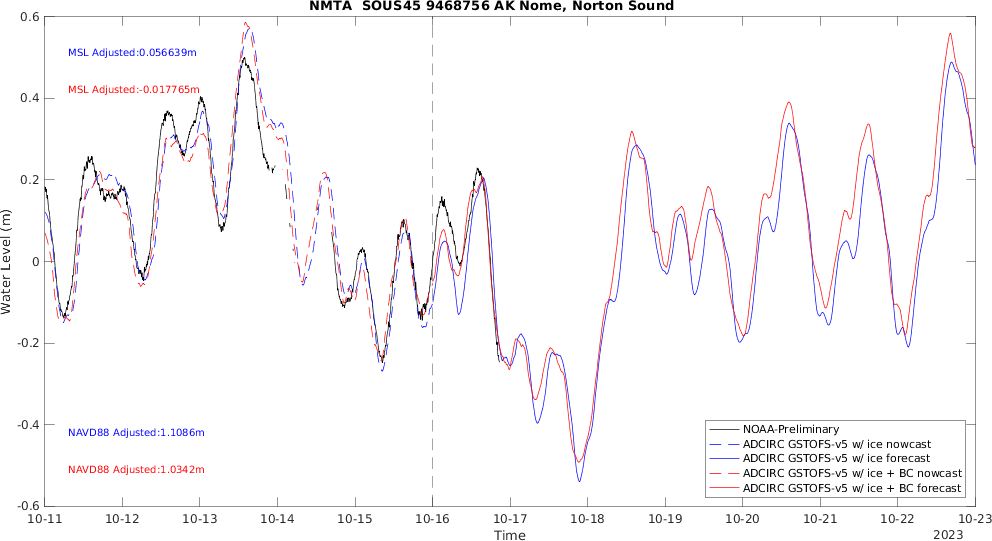 NMTA  SOUS45 9468756 AK Nome, Norton Sound
MSL Adjusted:0.056639m
MSL Adjusted:-0.017765m
NAVD88 Adjusted:1.1086m
NAVD88 Adjusted:1.0342m
Water Level (m)
0.6
0.4
0.2
0
-0.2
-0.4
-0.6
NOAA-Preliminary
ADCIRC GSTOFS-v5 w/ ice nowcast
ADCIRC GSTOFS-v5 w/ ice forecast
ADCIRC GSTOFS-v5 w/ ice + BC nowcast
ADCIRC GSTOFS-v5 w/ ice + BC forecast
10-11 10-12 10-13 10-14 10-15 10-16 10-17 10-18 10-19 10-20 10-21 10-22 10-23
Time
2023